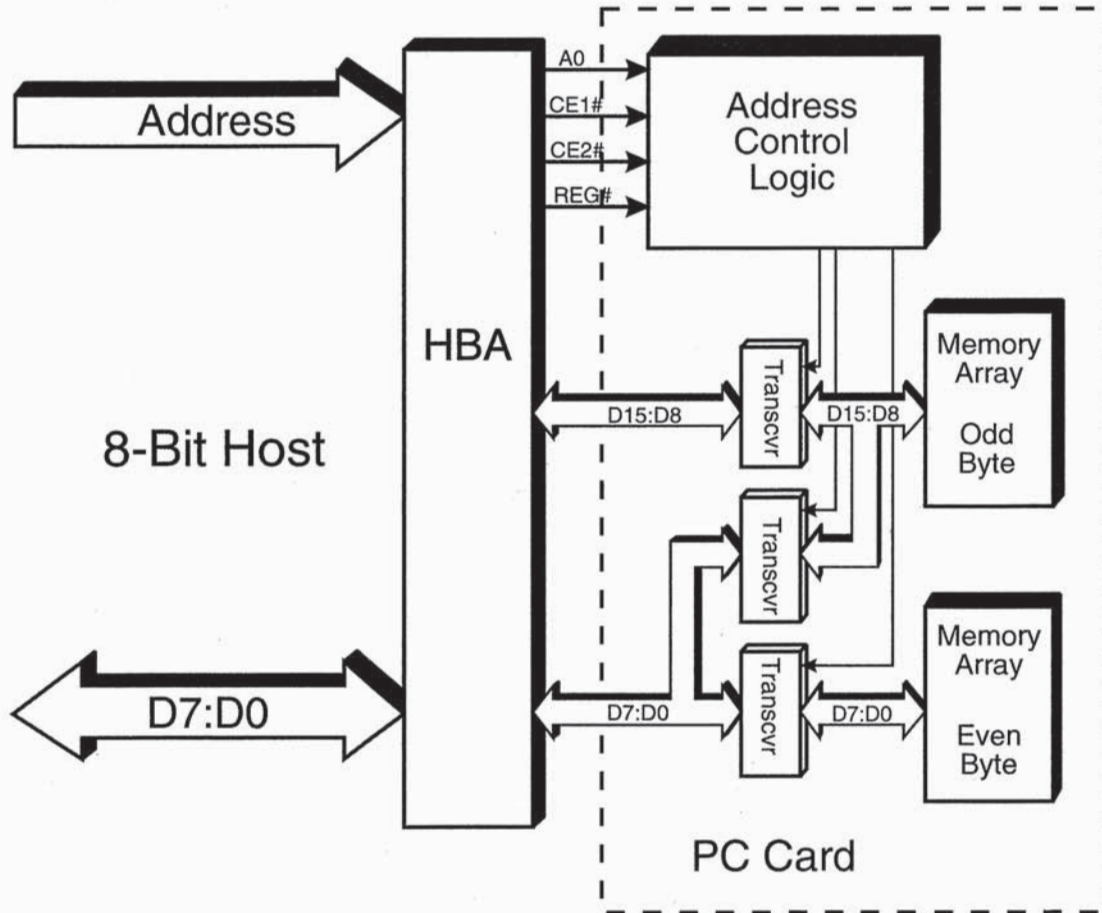 A0
CE1#
CE2#
REG#
Address
Address
Control
Logic
HBA
8-Bit Host
Transcvr
Memory
Array
Odd
Byte
D15:D8
D15:D8
Transcvr
Transcvr
Memory
Array
Even
Byte
D7:D0
D7:D0
D7:D0
PC Card